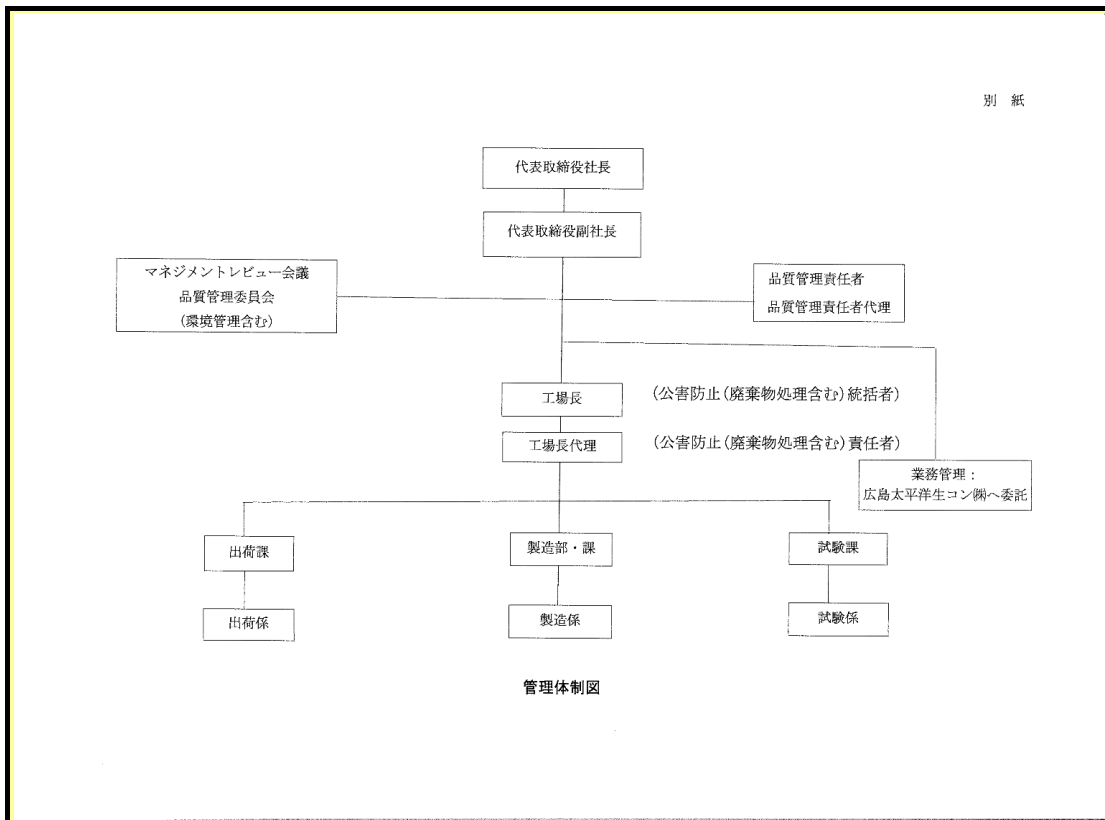 別 紙
代表取締役社長
代表取締役副社長
マネジメントレビュー会議
品質管理委員会
(環境管理含む)
品質管理責任者
品質管理責任者代理
工場長
(公害防止(廃棄物処理含む)統括者)
工場長代理
(公害防止(廃棄物処理含む)責任者)
業務管理:
広島太平洋生コン㈱へ委託
出荷課
製造部・課
試験課
出荷係
製造係
試験係
管理体制図